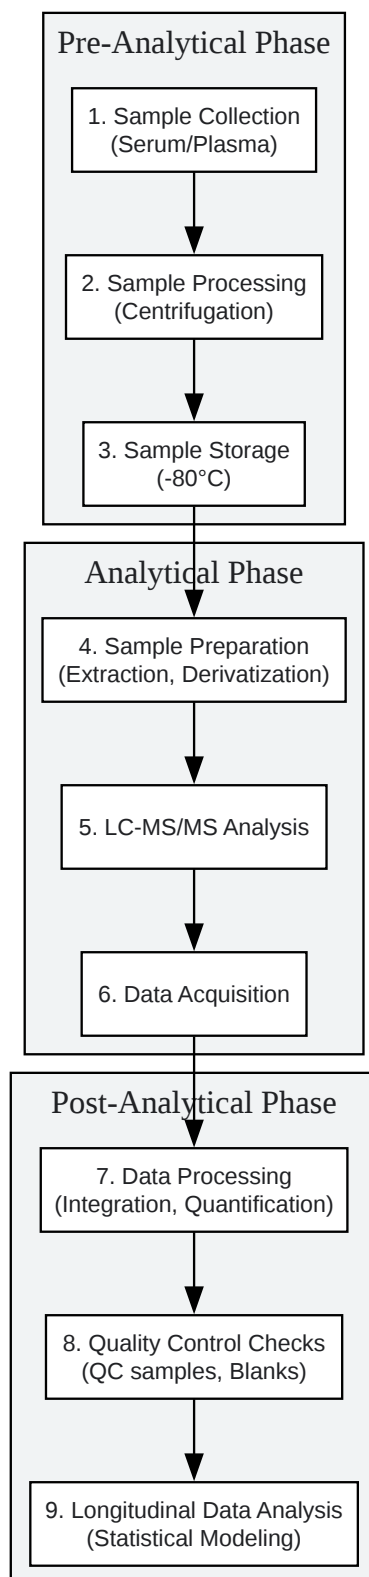 Pre-Analytical Phase
1. Sample Collection
(Serum/Plasma)
2. Sample Processing
(Centrifugation)
3. Sample Storage
(-80°C)
Analytical Phase
4. Sample Preparation
(Extraction, Derivatization)
5. LC-MS/MS Analysis
6. Data Acquisition
Post-Analytical Phase
7. Data Processing
(Integration, Quantification)
8. Quality Control Checks
(QC samples, Blanks)
9. Longitudinal Data Analysis
(Statistical Modeling)